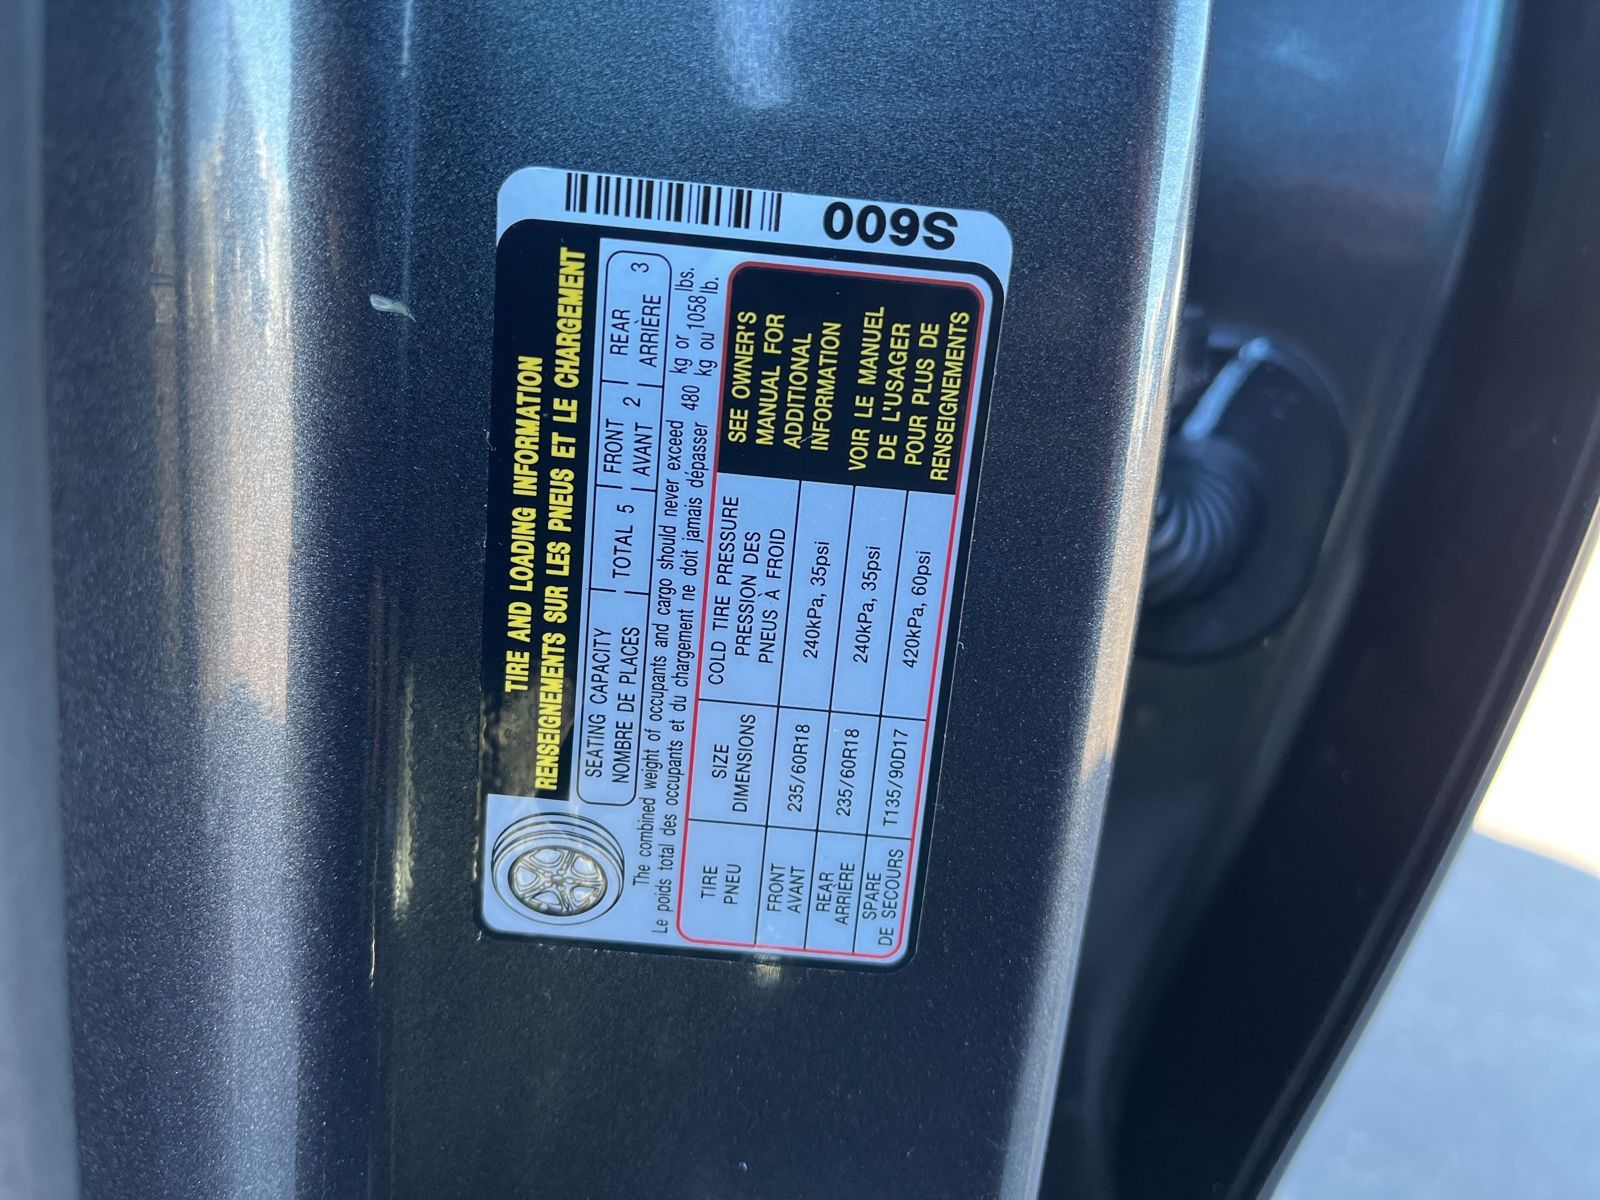 S600
TIRE AND LOADING INFORMATION
RENSEIGNEMENTS SUR LES PNEUS ET LE CHARGEMENT
SEATING CAPACITY
NOMBRE DE PLACES
TOTAL 5
FRONT
AVANT 2
REAR
ARRIÈRE 3
The combined weight of occupants and cargo should never exceed 480 kg or 1058 lbs.
Le poids total des occupants et du chargement ne doit jamais dépasser kg ou lb.
TIRE
PNEU
SIZE
DIMENSIONS
COLD TIRE PRESSURE
PRESSION DES
PNEUS À FROID
FRONT
AVANT
235/60R18
240kPa, 35psi
REAR
ARRIÈRE
235/60R18
240kPa, 35psi
SPARE
DE SECOURS
T135/90D17
420kPa, 60psi
SEE OWNER'S
MANUAL FOR
ADDITIONAL
INFORMATION
VOIR LE MANUEL
DE L'USAGER
POUR PLUS DE
RENSEIGNEMENTS